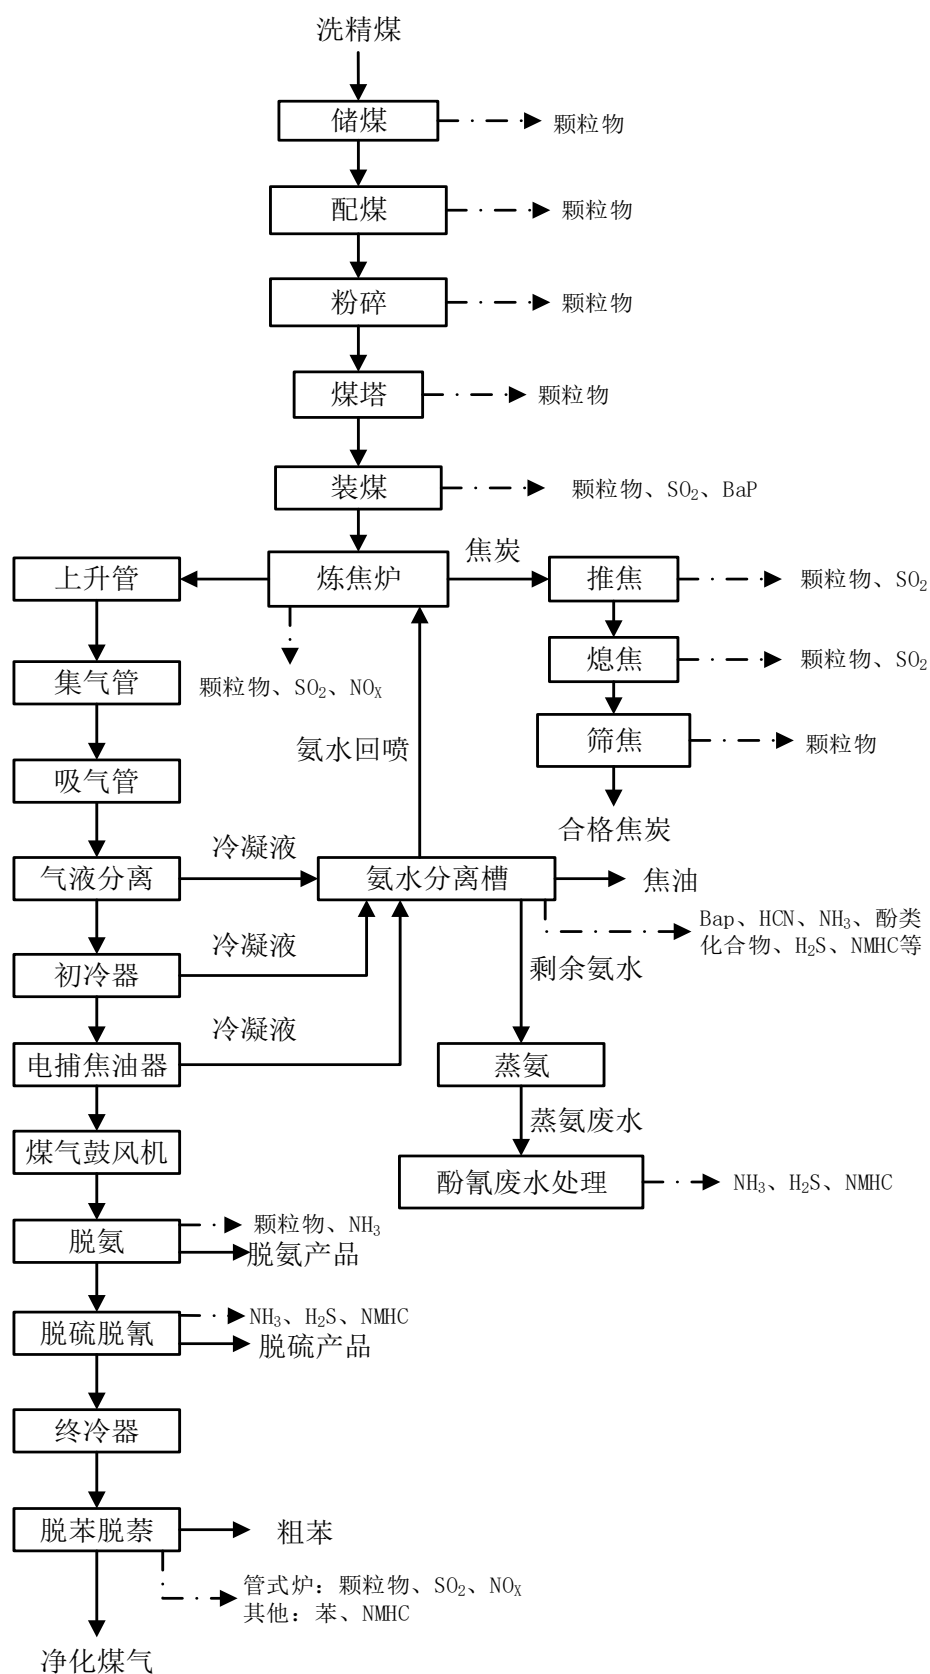 洗精煤
储煤
颗粒物
配煤
颗粒物
粉碎
颗粒物
煤塔
颗粒物
装煤
颗粒物、SO₂、BaP
上升管
炼焦炉
焦炭
推焦
颗粒物、SO₂
集气管
颗粒物、SO₂、NOₓ
熄焦
颗粒物、SO₂
吸气管
氨水回喷
筛焦
颗粒物
合格焦炭
气液分离
冷凝液
氨水分离槽
焦油
Bap、HCN、NH₃、酚类
化合物、H₂S、NMHC等
初冷器
冷凝液
剩余氨水
电捕焦油器
冷凝液
蒸氨
蒸氨废水
煤气鼓风机
酚氰废水处理
NH₃、H₂S、NMHC
脱氨
颗粒物、NH₃
脱氨产品
脱硫脱氰
NH₃、H₂S、NMHC
脱硫产品
终冷器
脱苯脱萘
粗苯
管式炉：颗粒物、SO₂、NOₓ
其他：苯、NMHC
净化煤气